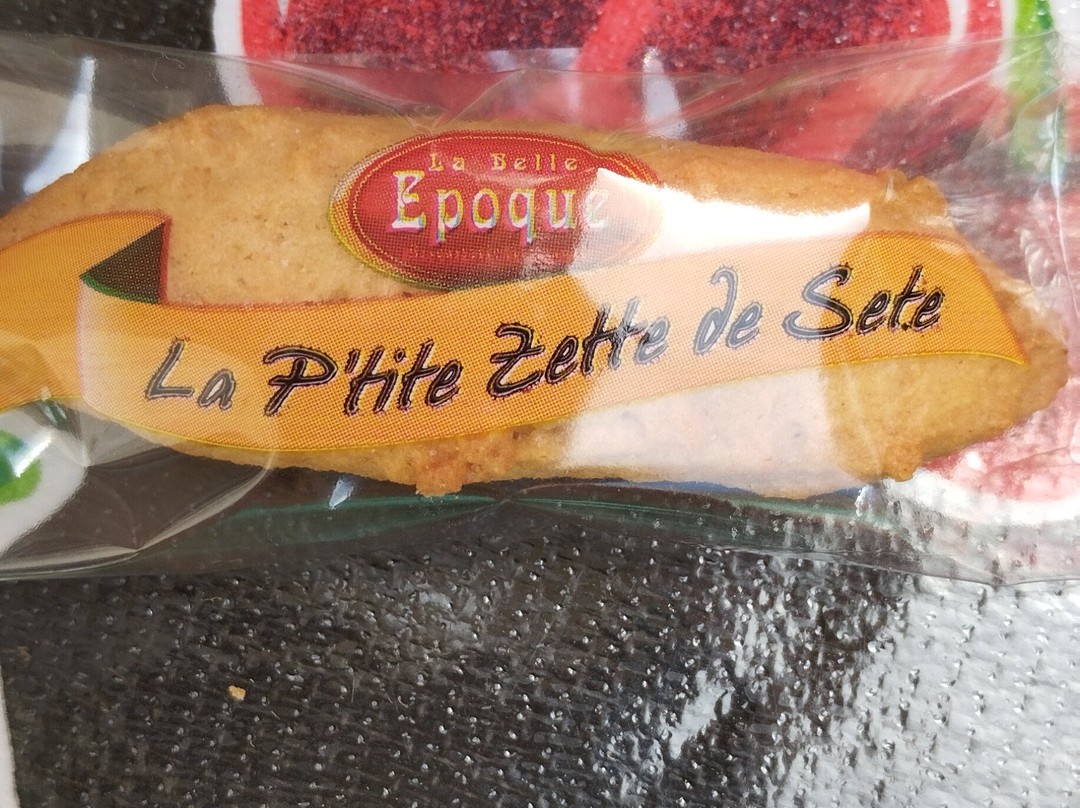 La Belle
Epoque
La P'tite Zette de Sete